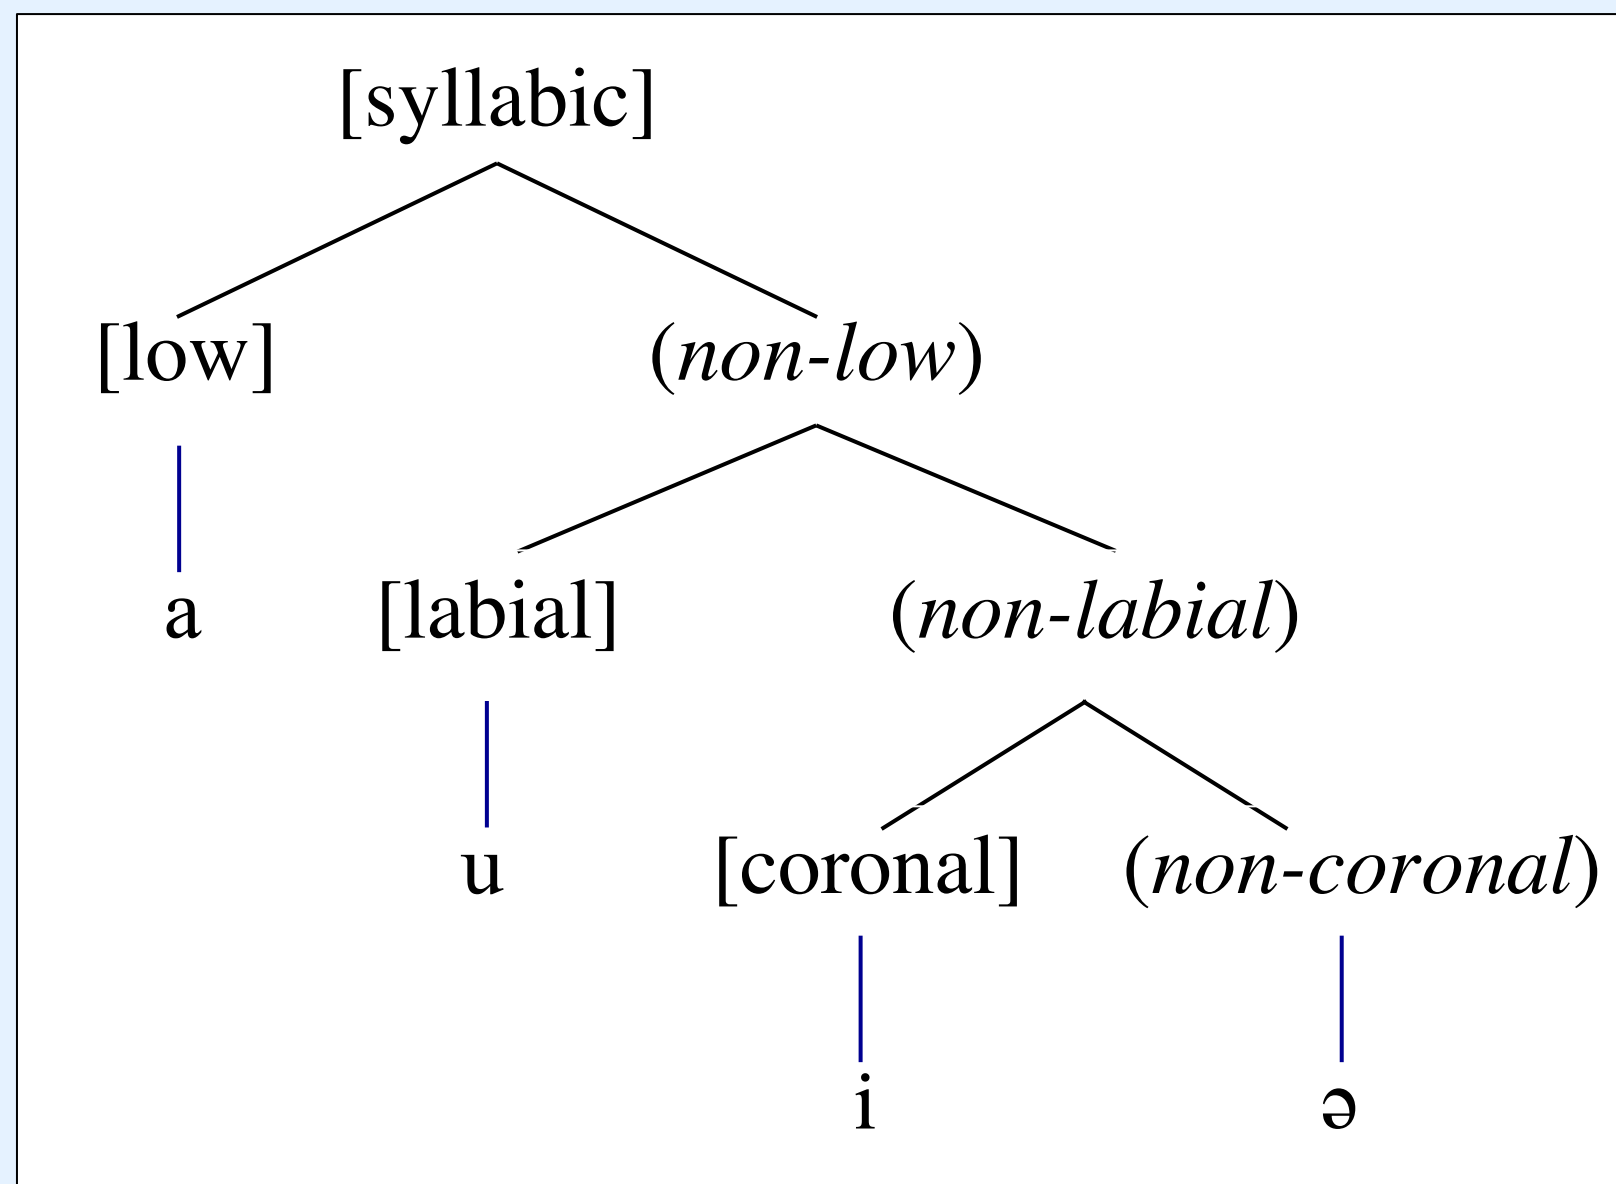 [syllabic]
[low] (non-low)
a [labial] (non-labial)
u [coronal] (non-coronal)
i ə